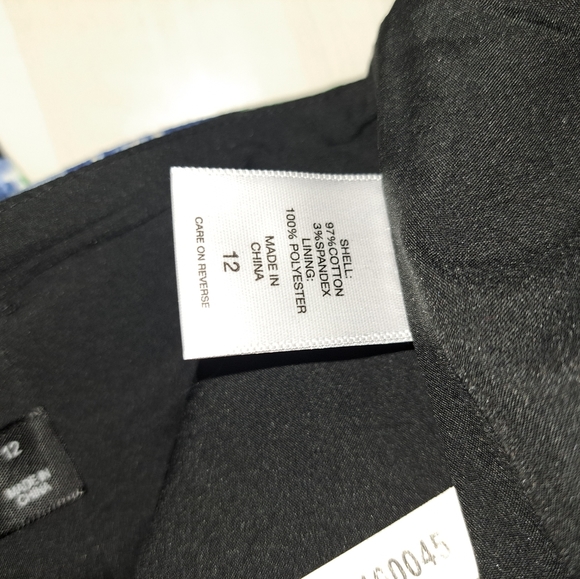 SHELL:
97%COTTON
3%SPANDEX
LINING:
100% POLYESTER
MADE IN
CHINA
12
CARE ON REVERSE
12
MADE IN
CHINA